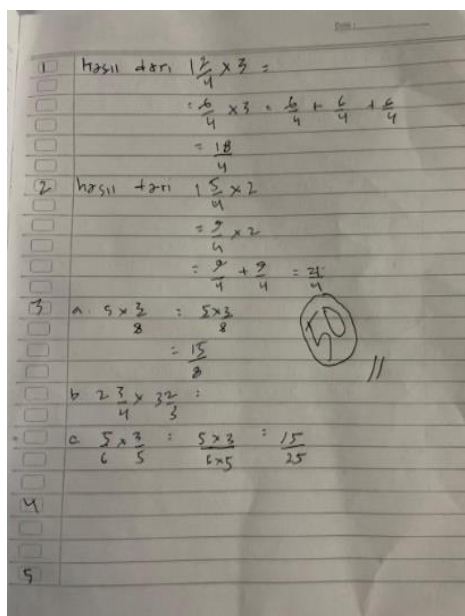 Date :
1 hasil dari 1 2/4 x 3 =
= 6/4 x 3 = 6/4 + 6/4 + 6/4
= 18/4
2 hasil dari 1 5/4 x 2
= 9/4 x 2
= 9/4 + 9/4 = 21/4
3 a. 5 x 3/8 = 5x3/8
= 15/8
50
b 2 3/4 x 3 2/3 =
c 5/6 x 3/5 = 5x3/6x5 = 15/25
4
5